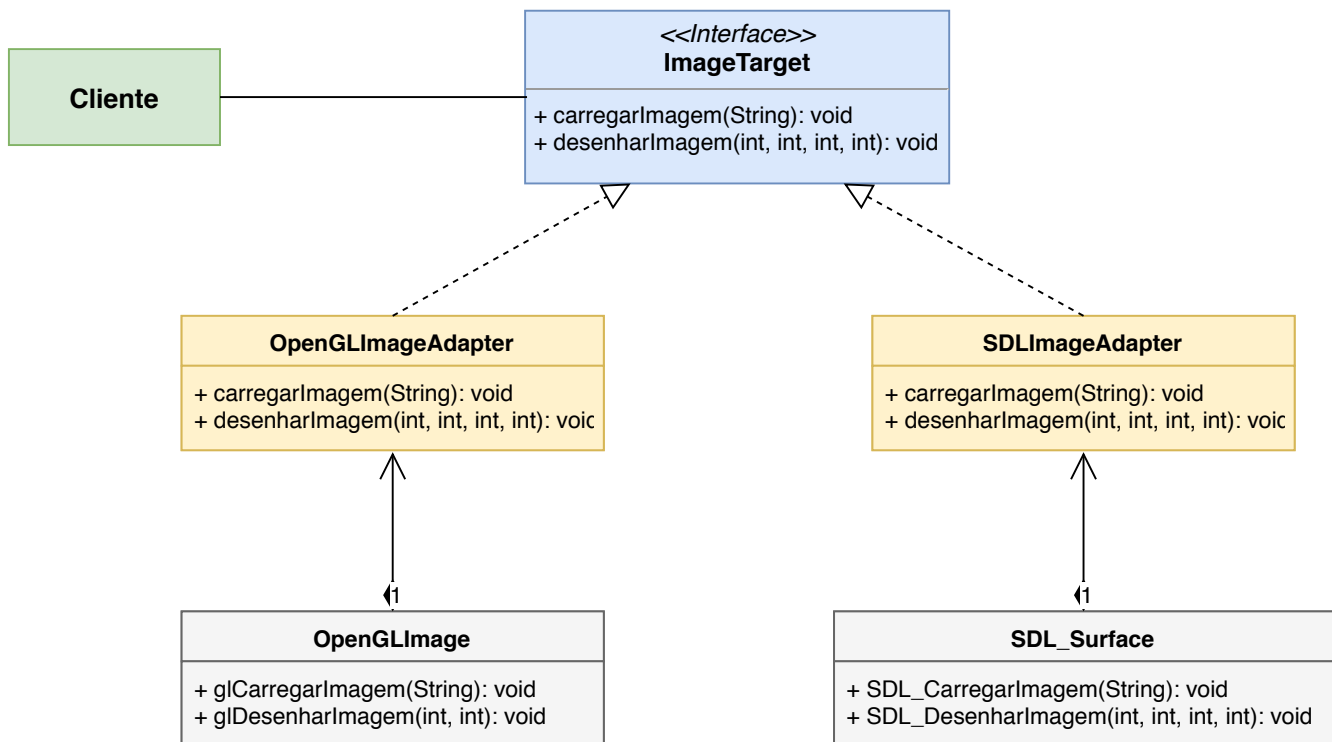 <<Interface>>
ImageTarget
Cliente
+ carregarImagem(String): void
+ desenharImagem(int, int, int, int): void
OpenGLImageAdapter
+ carregarImagem(String): void
+ desenharImagem(int, int, int, int): voic
SDLImageAdapter
+ carregarImagem(String): void
+ desenharImagem(int, int, int, int): voic
1
1
OpenGLImage
+ glCarregarImagem(String): void
+ glDesenharImagem(int, int): void
SDL_Surface
+ SDL_CarregarImagem(String): void
+ SDL_DesenharImagem(int, int, int, int): void